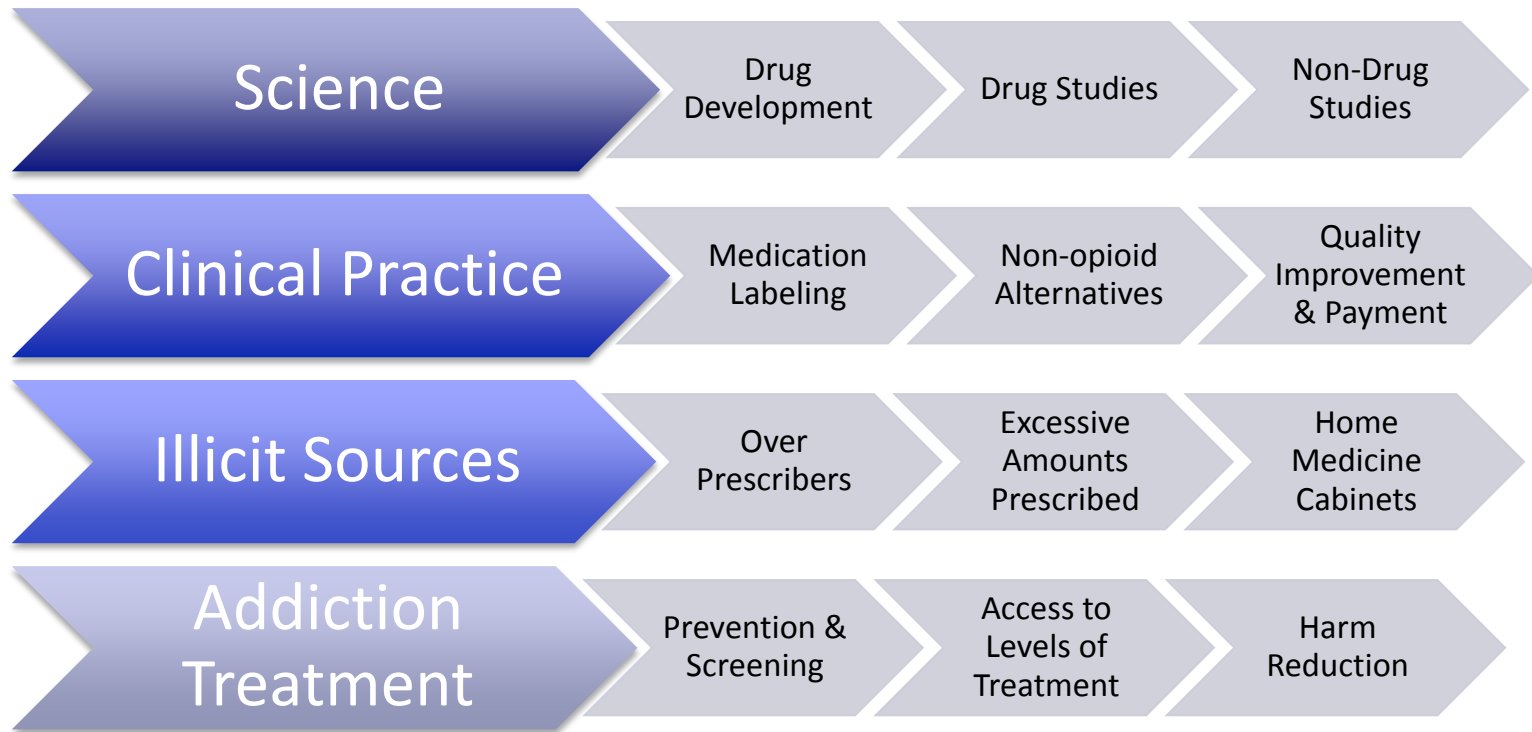 Science
Drug
Development
Drug Studies
Non-Drug
Studies
Clinical Practice
Medication
Labeling
Non-opioid
Alternatives
Quality
Improvement
& Payment
Illicit Sources
Over
Prescribers
Excessive
Amounts
Prescribed
Home
Medicine
Cabinets
Addiction
Treatment
Prevention &
Screening
Access to
Levels of
Treatment
Harm
Reduction